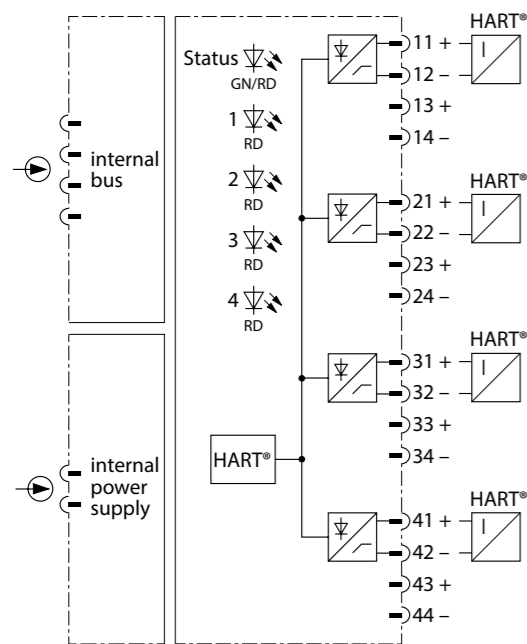 HART®
Status
GN/RD
11 +
12 –
I
1
RD
13 +
14 –
internal
bus
2
RD
HART®
21 +
22 –
I
3
RD
23 +
24 –
4
RD
HART®
31 +
32 –
I
33 +
34 –
HART®
internal
power
supply
HART®
41 +
42 –
I
43 +
44 –